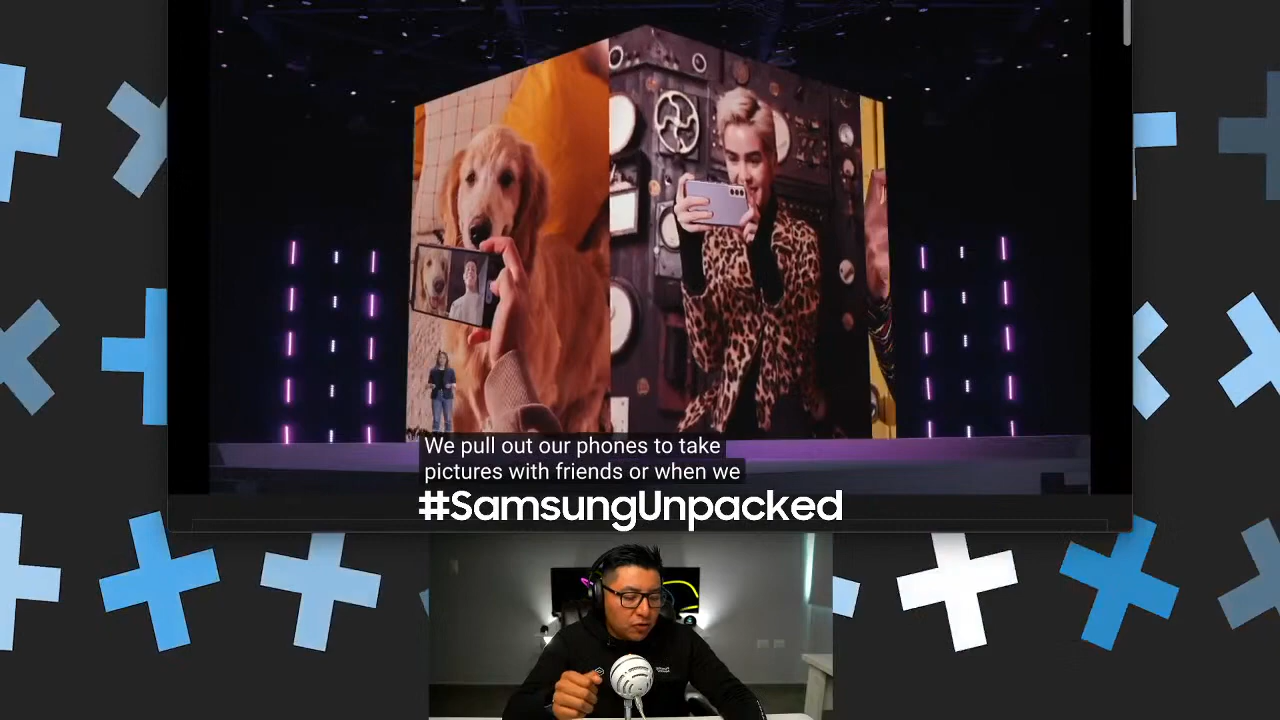 We pull out our phones to take
pictures with friends or when we
#SamsungUnpacked